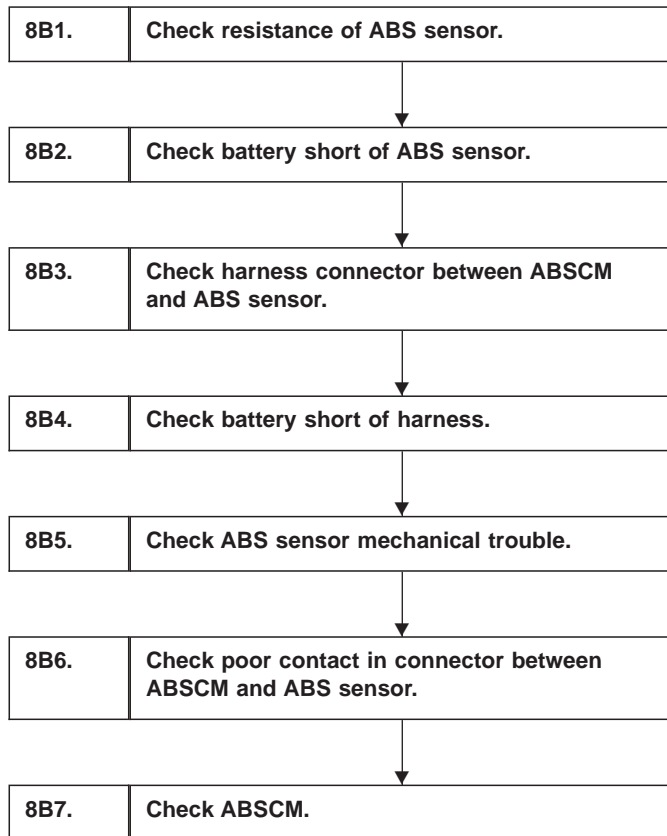 8B1. Check resistance of ABS sensor.
8B2. Check battery short of ABS sensor.
8B3. Check harness connector between ABSCM
and ABS sensor.
8B4. Check battery short of harness.
8B5. Check ABS sensor mechanical trouble.
8B6. Check poor contact in connector between
ABSCM and ABS sensor.
8B7. Check ABSCM.